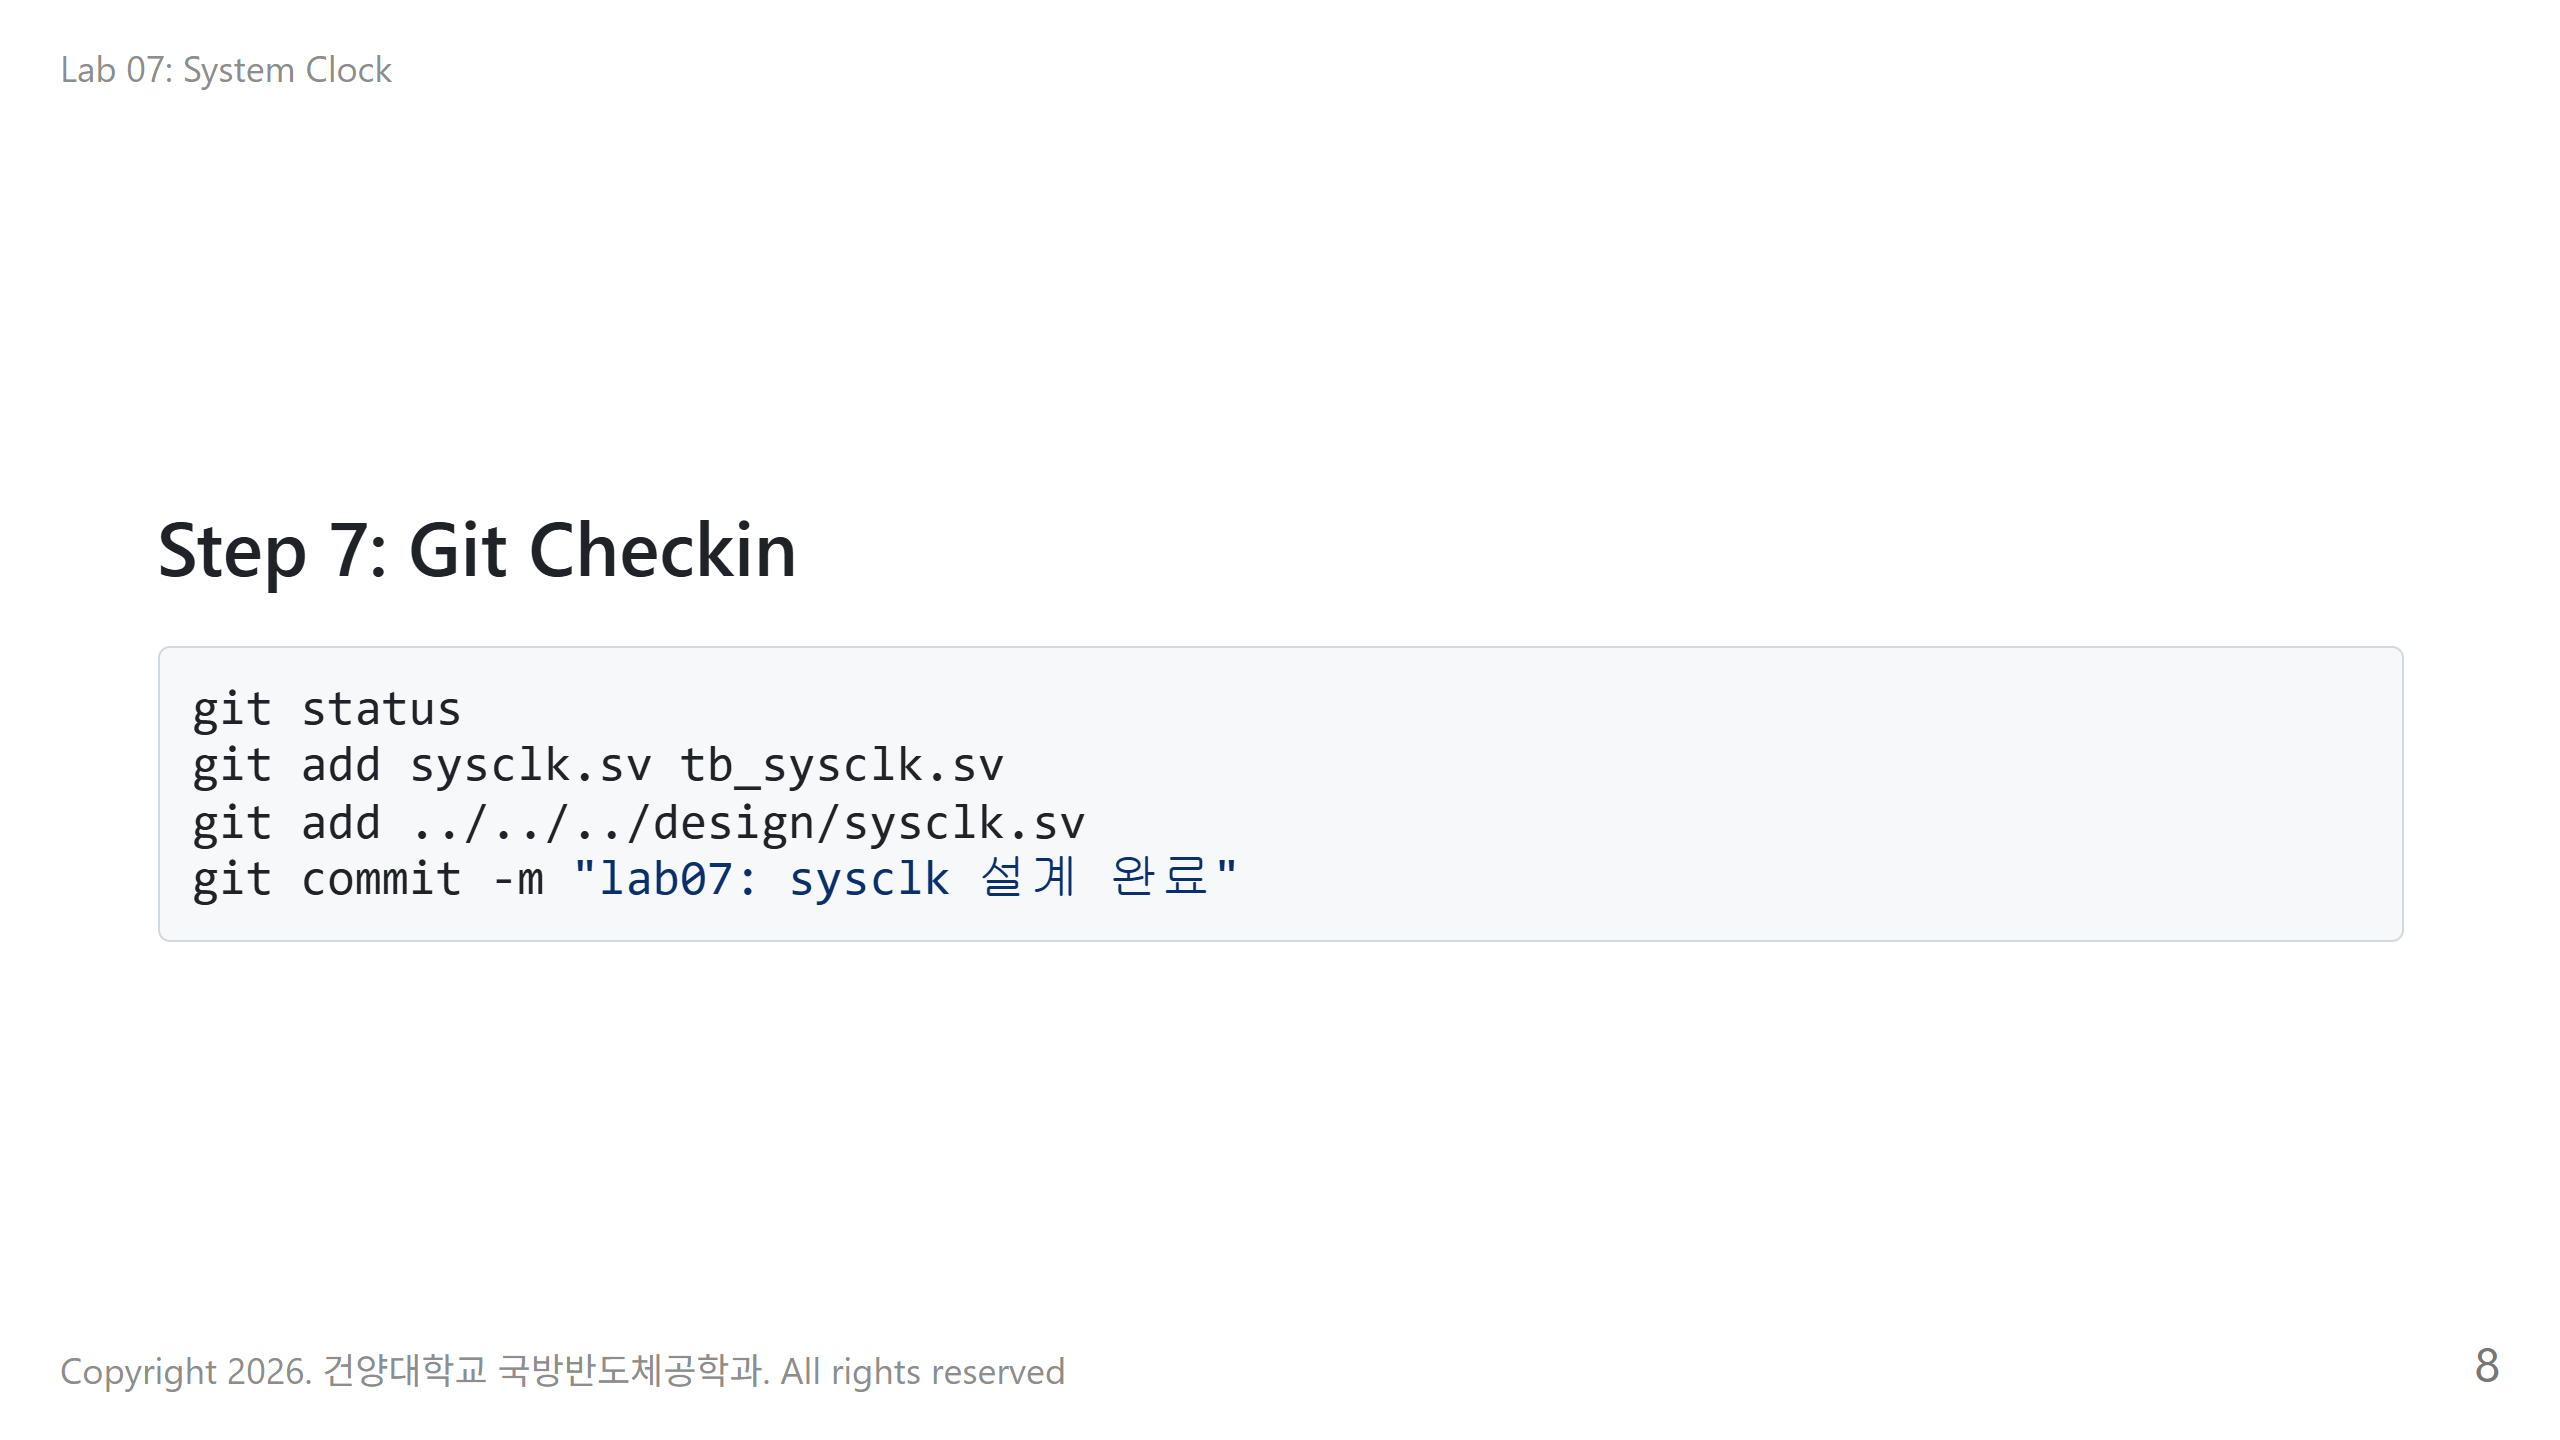 Lab 07: System Clock
Step 7: Git Checkin
git status
git add sysclk.sv tb_sysclk.sv
git add ../../../design/sysclk.sv
git commit -m "lab07: sysclk 설계 완료"
Copyright 2026. 건양대학교 국방반도체공학과. All rights reserved
8